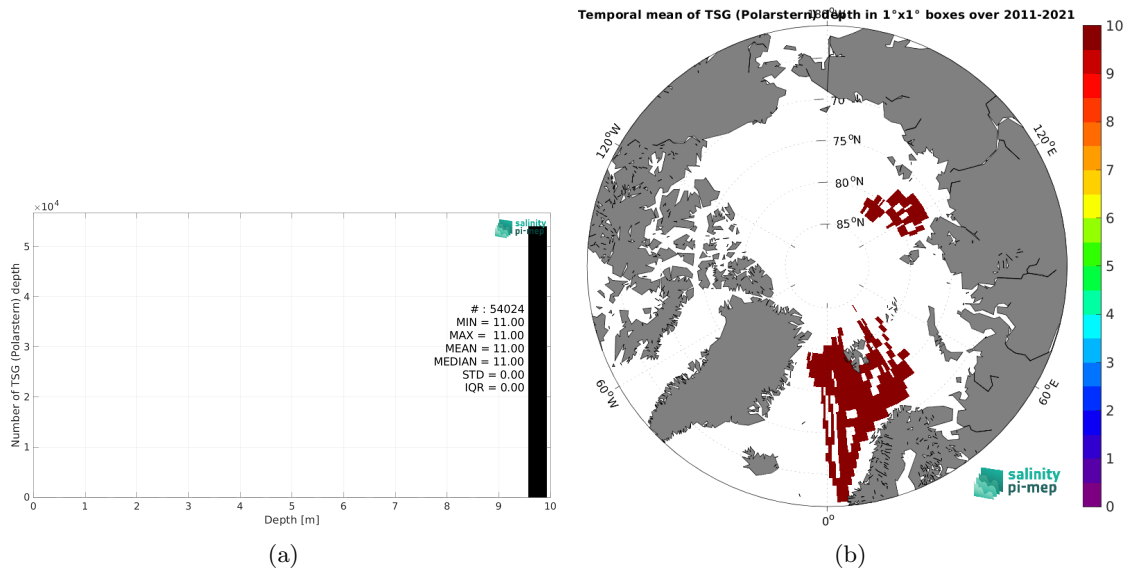 ×10⁴
5
4
3
2
1
0
Number of TSG (Polarstern) depth
salinity
pi-mep
# : 54024
MIN = 11.00
MAX = 11.00
MEAN = 11.00
MEDIAN = 11.00
STD = 0.00
IQR = 0.00
0 1 2 3 4 5 6 7 8 9 10
Depth [m]
(a)
Temporal mean of TSG (Polarstern) depth in 1°x1° boxes over 2011-2021
180°W
120°W
120°E
70°N
75°N
80°N
85°N
60°W
60°E
0°
salinity
pi-mep
10
9
8
7
6
5
4
3
2
1
0
(b)